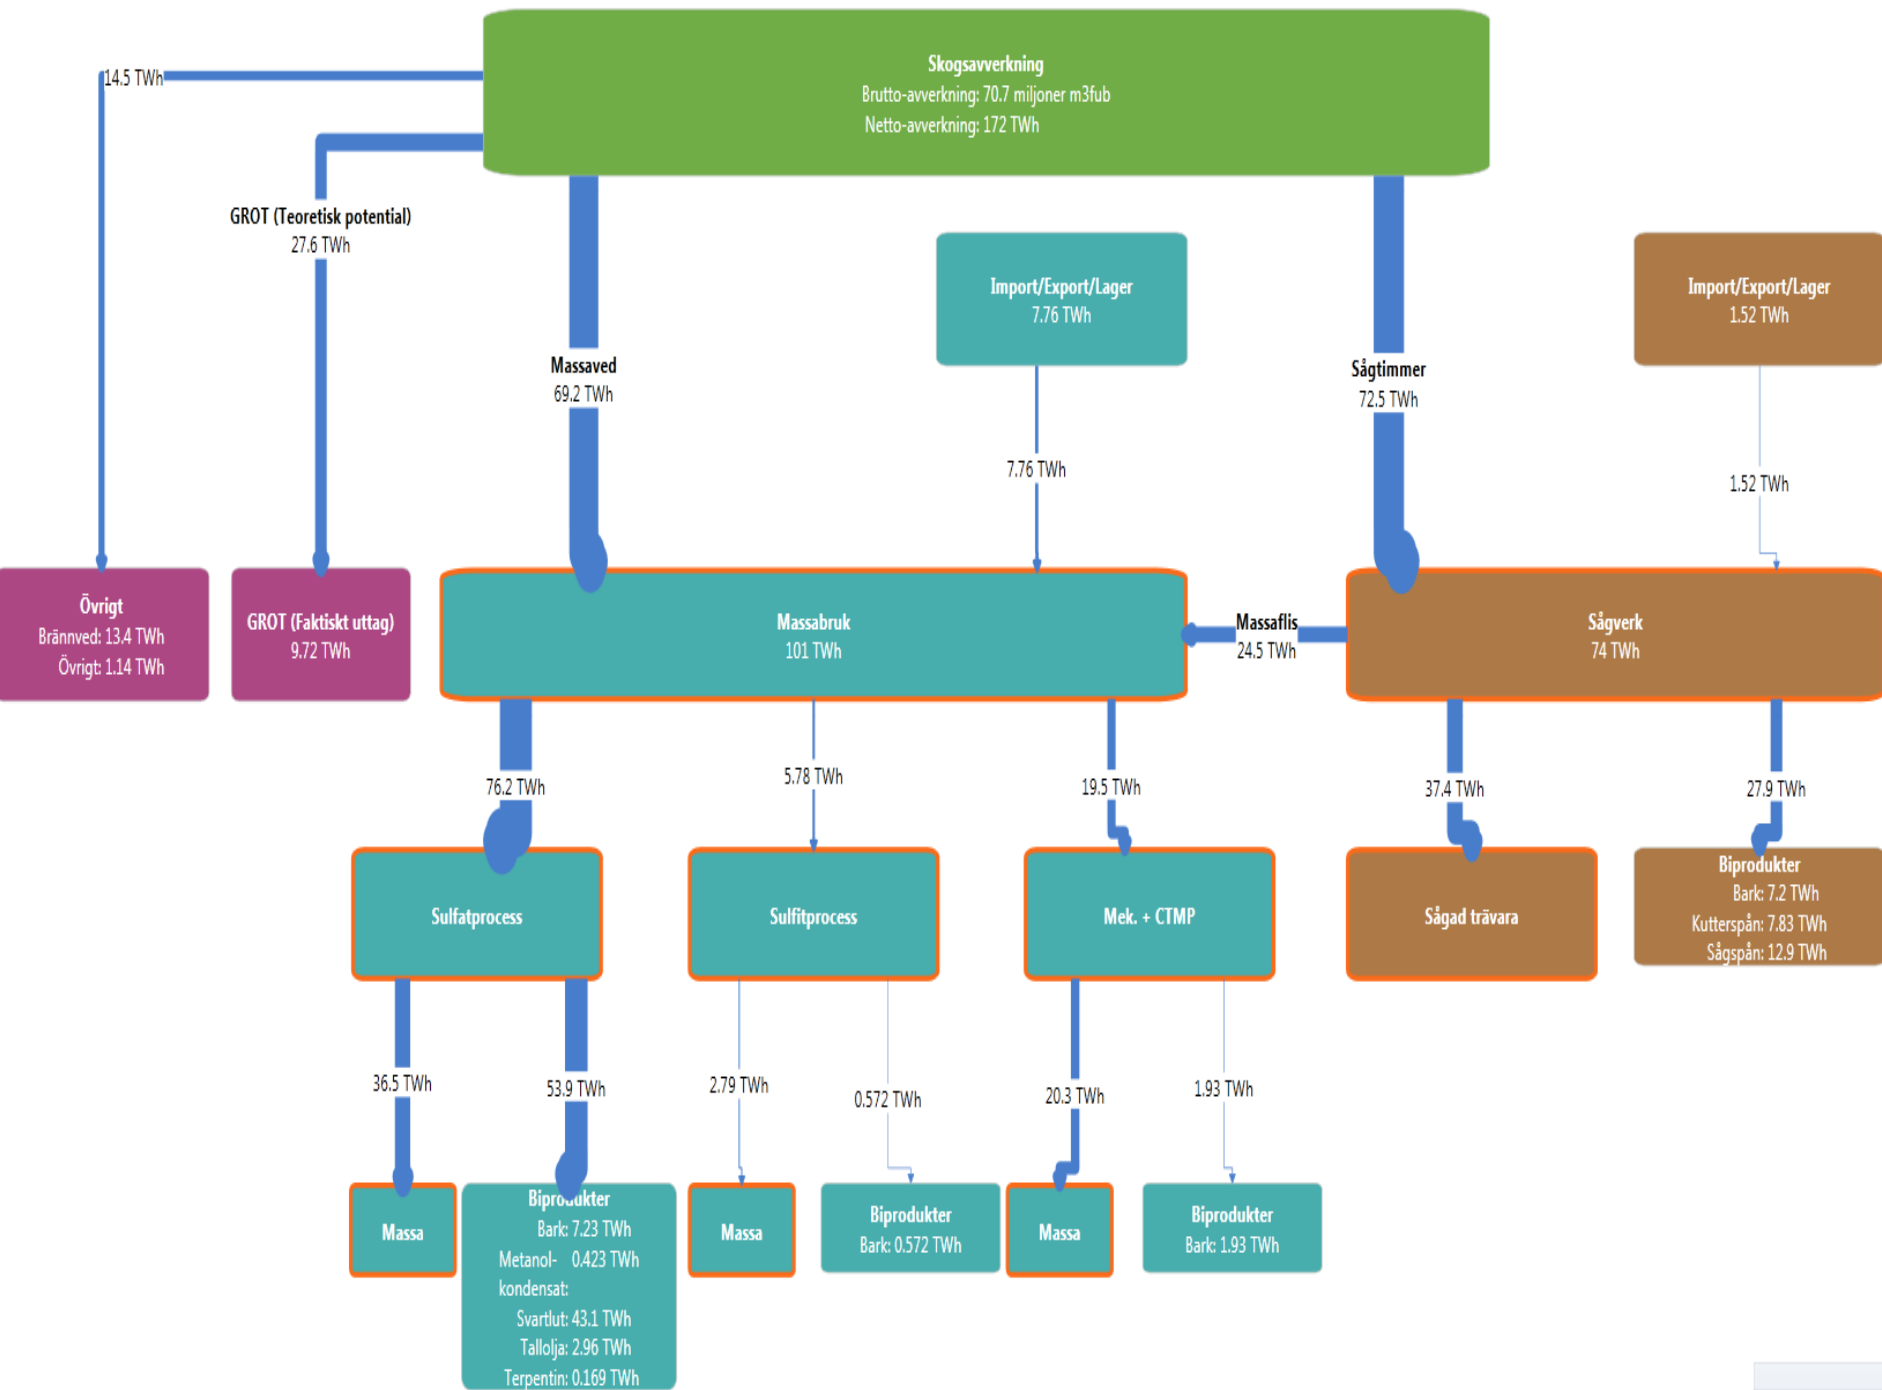 Skogsavverkning
Brutto-avverkning: 70.7 miljoner m3fub
Netto-avverkning: 172 TWh
14.5 TWh
GROT (Teoretisk potential)
27.6 TWh
Import/Export/Lager
7.76 TWh
Import/Export/Lager
1.52 TWh
Massaved
69.2 TWh
Sågtimmer
72.5 TWh
7.76 TWh
1.52 TWh
Övrigt
Brännved: 13.4 TWh
Övrigt: 1.14 TWh
GROT (Faktiskt uttag)
9.72 TWh
Massabruk
101 TWh
Massaflis
24.5 TWh
Sågverk
74 TWh
76.2 TWh
5.78 TWh
19.5 TWh
37.4 TWh
27.9 TWh
Sulfatprocess
Sulfitprocess
Mek. + CTMP
Sågad trävara
Biprodukter
Bark: 7.2 TWh
Kutterspån: 7.83 TWh
Sågspån: 12.9 TWh
36.5 TWh
53.9 TWh
2.79 TWh
0.572 TWh
20.3 TWh
1.93 TWh
Massa
Biprodukter
Bark: 7.23 TWh
Metanol- 0.423 TWh
kondensat:
Svartlut: 43.1 TWh
Tallolja: 2.96 TWh
Terpentin: 0.169 TWh
Massa
Biprodukter
Bark: 0.572 TWh
Massa
Biprodukter
Bark: 1.93 TWh